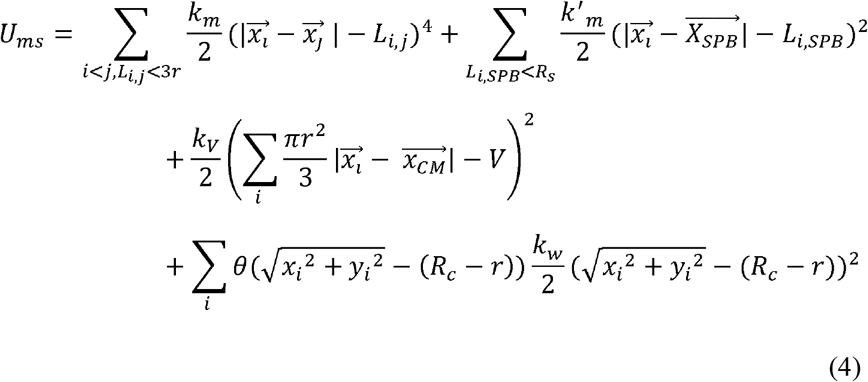 U_{ms} = \sum_{i<j,L_{i,j}<3r} \frac{k_m}{2} (|\vec{x_i} - \vec{x_j}| - L_{i,j})^4 + \sum_{L_{i,SPB}<R_s} \frac{k'_m}{2} (|\vec{x_i} - \overrightarrow{X_{SPB}}| - L_{i,SPB})^2
+ \frac{k_V}{2} \left( \sum_i \frac{\pi r^2}{3} |\vec{x_i} - \overrightarrow{x_{CM}}| - V \right)^2
+ \sum_i \theta(\sqrt{x_i^2 + y_i^2} - (R_c - r)) \frac{k_w}{2} (\sqrt{x_i^2 + y_i^2} - (R_c - r))^2
(4)